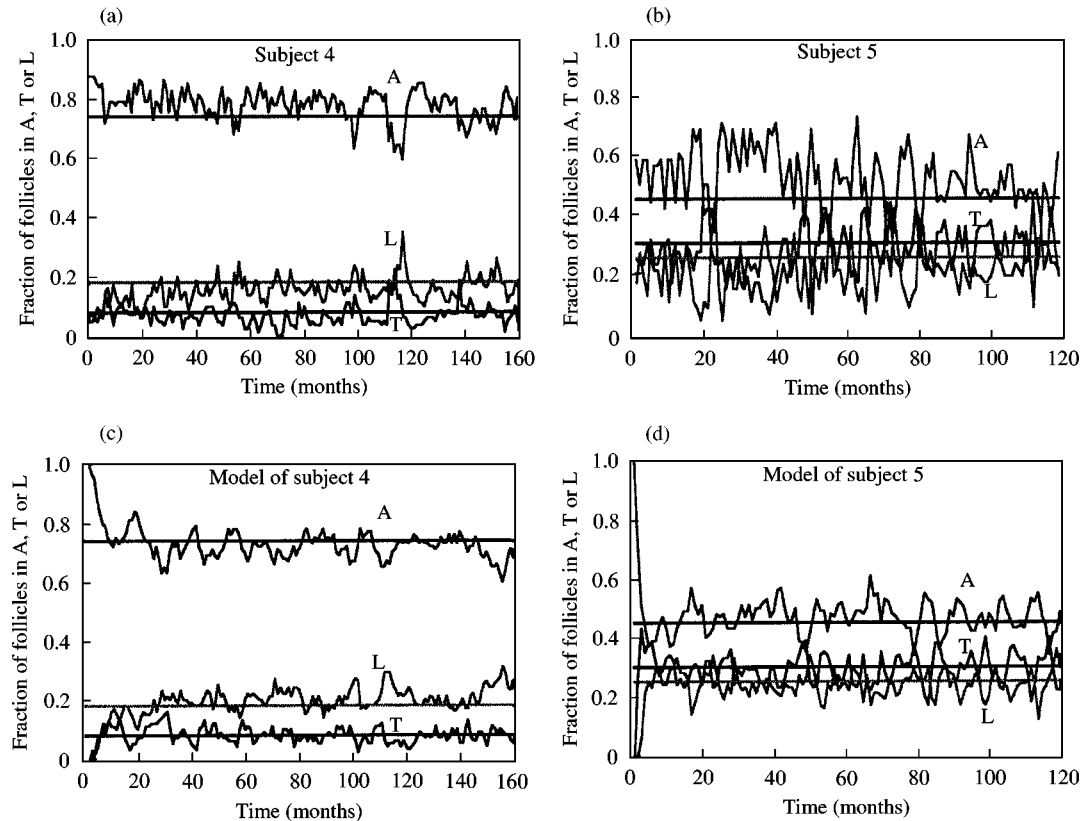 (a)
Subject 4
A
L
T
1.0
0.8
0.6
0.4
0.2
0
0 20 40 60 80 100 120 140 160
Time (months)
Fraction of follicles in A, T or L
(b)
Subject 5
A
T
L
1.0
0.8
0.6
0.4
0.2
0
0 20 40 60 80 100 120
Time (months)
Fraction of follicles in A, T or L
(c)
Model of subject 4
A
L
T
1.0
0.8
0.6
0.4
0.2
0
0 20 40 60 80 100 120 140 160
Time (months)
Fraction of follicles in A, T or L
(d)
Model of subject 5
A
T
L
1.0
0.8
0.6
0.4
0.2
0
0 20 40 60 80 100 120
Time (months)
Fraction of follicles in A, T or L